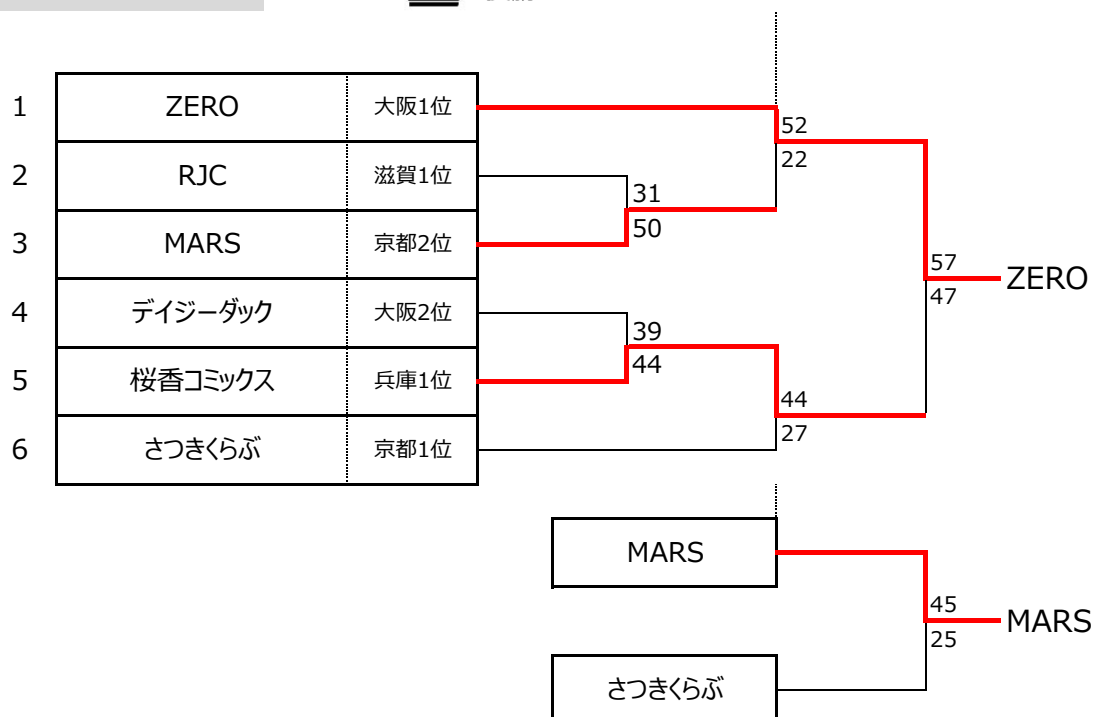 1 ZERO 大阪1位
52
22
2 RJC 滋賀1位
31
50
3 MARS 京都2位
57
47
ZERO
4 デイジーダック 大阪2位
39
44
5 桜香コミックス 兵庫1位
44
27
6 さつきくらぶ 京都1位
MARS
45
25
MARS
さつきくらぶ